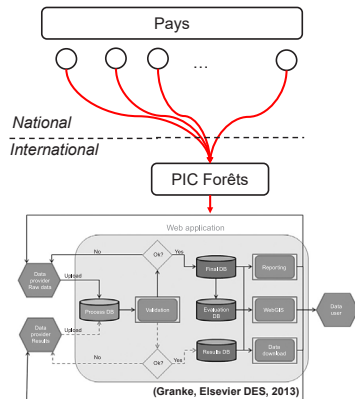 Pays
...
National
International
PIC Forêts
Web application
No
Ok?
Yes
Data
provider
Raw data
Upload
Final DB
Reporting
Process DB
Validation
Evaluation
DB
WebGIS
Data
user
Data
provider
Results
Upload
No
Ok?
Yes
Results DB
Data
download
(Granke, Elsevier DES, 2013)